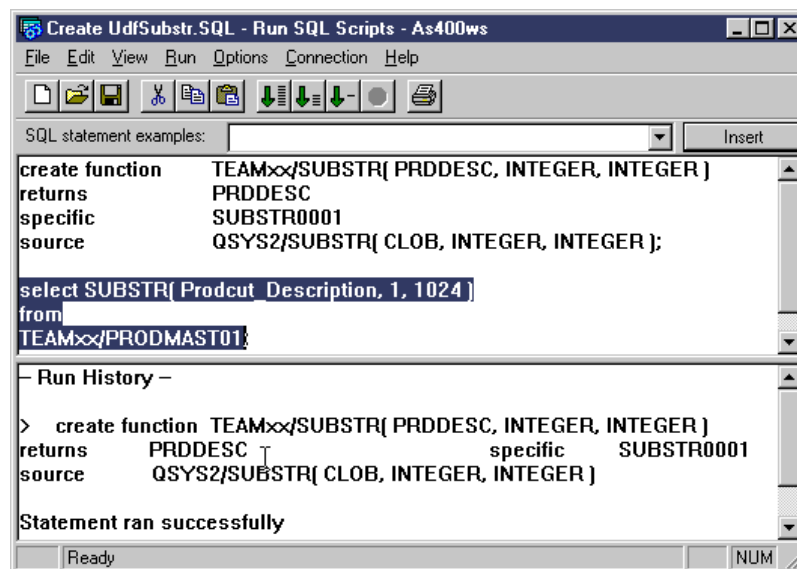 Create UdfSubstr.SQL - Run SQL Scripts - As400ws
File Edit View Run Options Connection Help
SQL statement examples: Insert
create function TEAMxx/SUBSTR( PRDDESC, INTEGER, INTEGER )
returns PRDDESC
specific SUBSTR0001
source QSYS2/SUBSTR( CLOB, INTEGER, INTEGER );
select SUBSTR( Prodcut_Description, 1, 1024 )
from
TEAMxx/PRODMAST01;
– Run History –
> create function TEAMxx/SUBSTR( PRDDESC, INTEGER, INTEGER )
returns PRDDESC specific SUBSTR0001
source QSYS2/SUBSTR( CLOB, INTEGER, INTEGER )
Statement ran successfully
Ready NUM